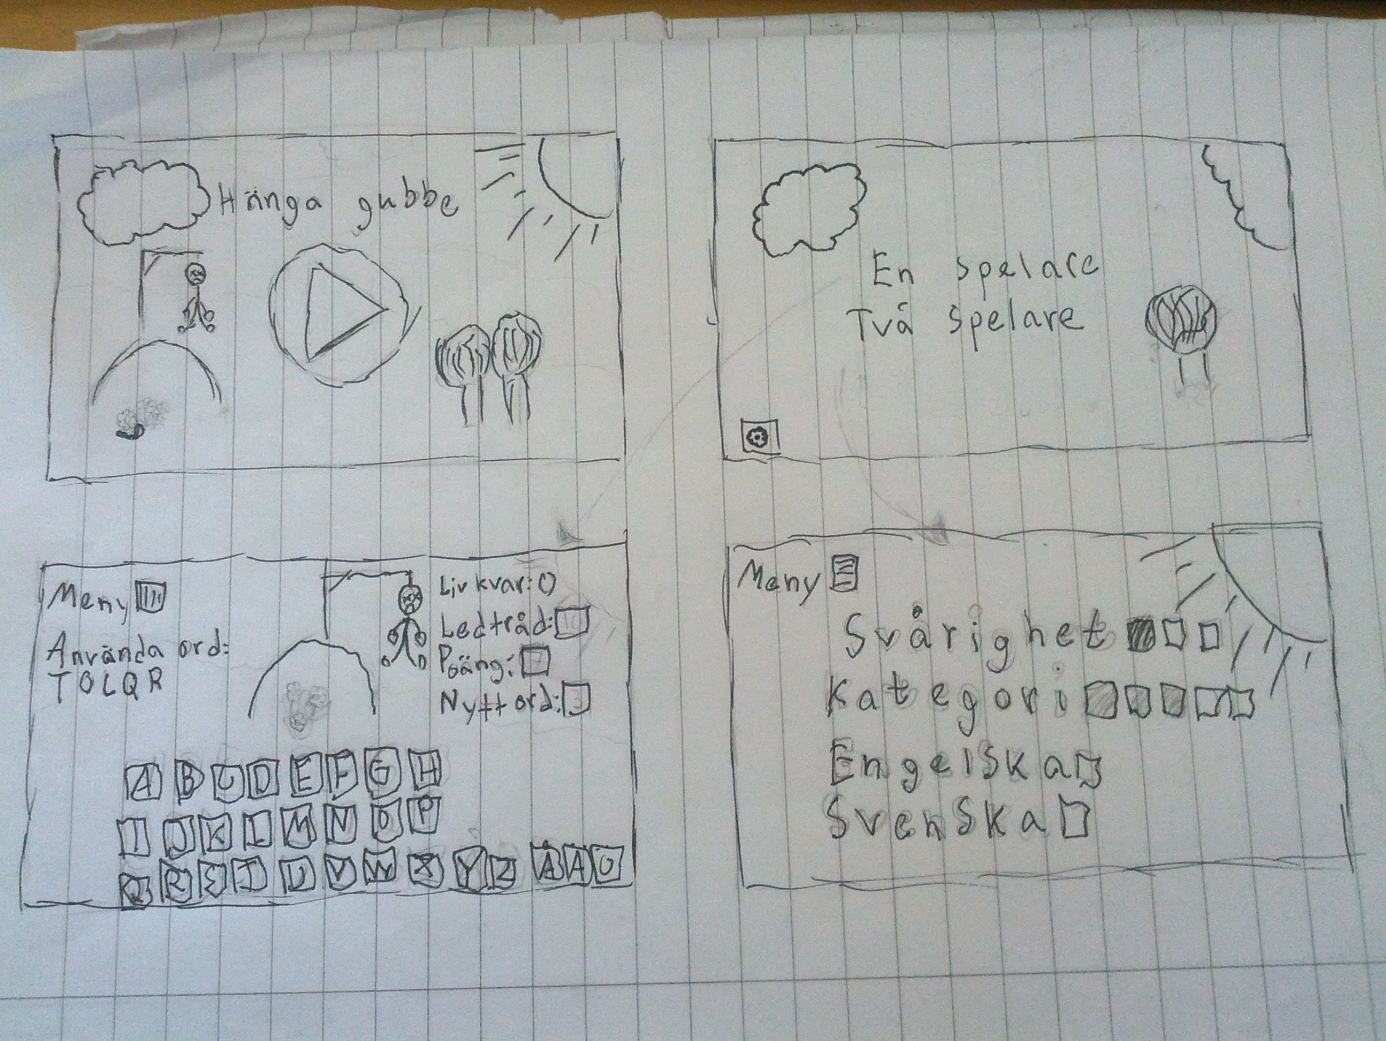 Hänga gubbe
En spelare
Två spelare
Meny
Använda ord:
TOLQR
Liv kvar: 0
Ledtråd:
Poäng:
Nytt ord:
A B C D E F G H
I J K L M N O P
Q R S T U V W X Y Z Å Ä Ö
Meny
Svårighet
Kategori
Engelska
Svenska